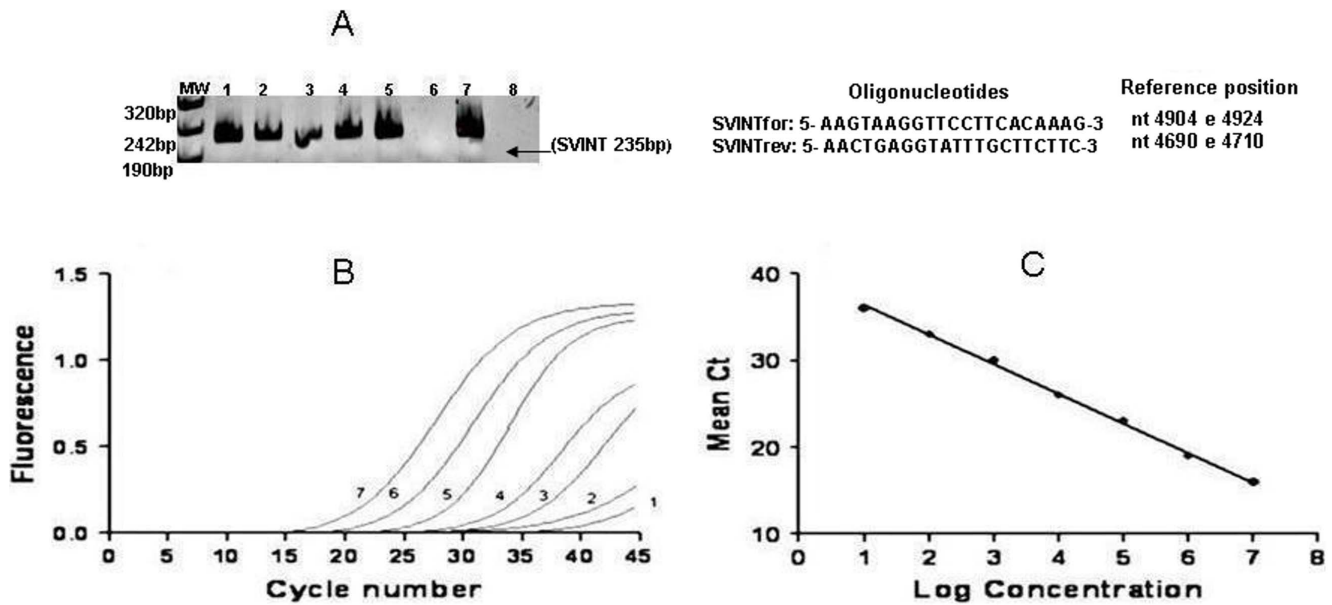 A
MW 1 2 3 4 5 6 7 8
320bp
242bp
190bp
(SVINT 235bp)
Oligonucleotides Reference position
SVINTfor: 5- AAGTAAGGTTCCTTCACAAAG-3 nt 4904 e 4924
SVINTrev: 5- AACTGAGGTATTTGCTTCTTC-3 nt 4690 e 4710
B
Fluorescence
1.5
1.0
0.5
0.0
7 6 5 4 3 2 1
0 5 10 15 20 25 30 35 40 45
Cycle number
C
Mean Ct
40
30
20
10
0 1 2 3 4 5 6 7 8
Log Concentration